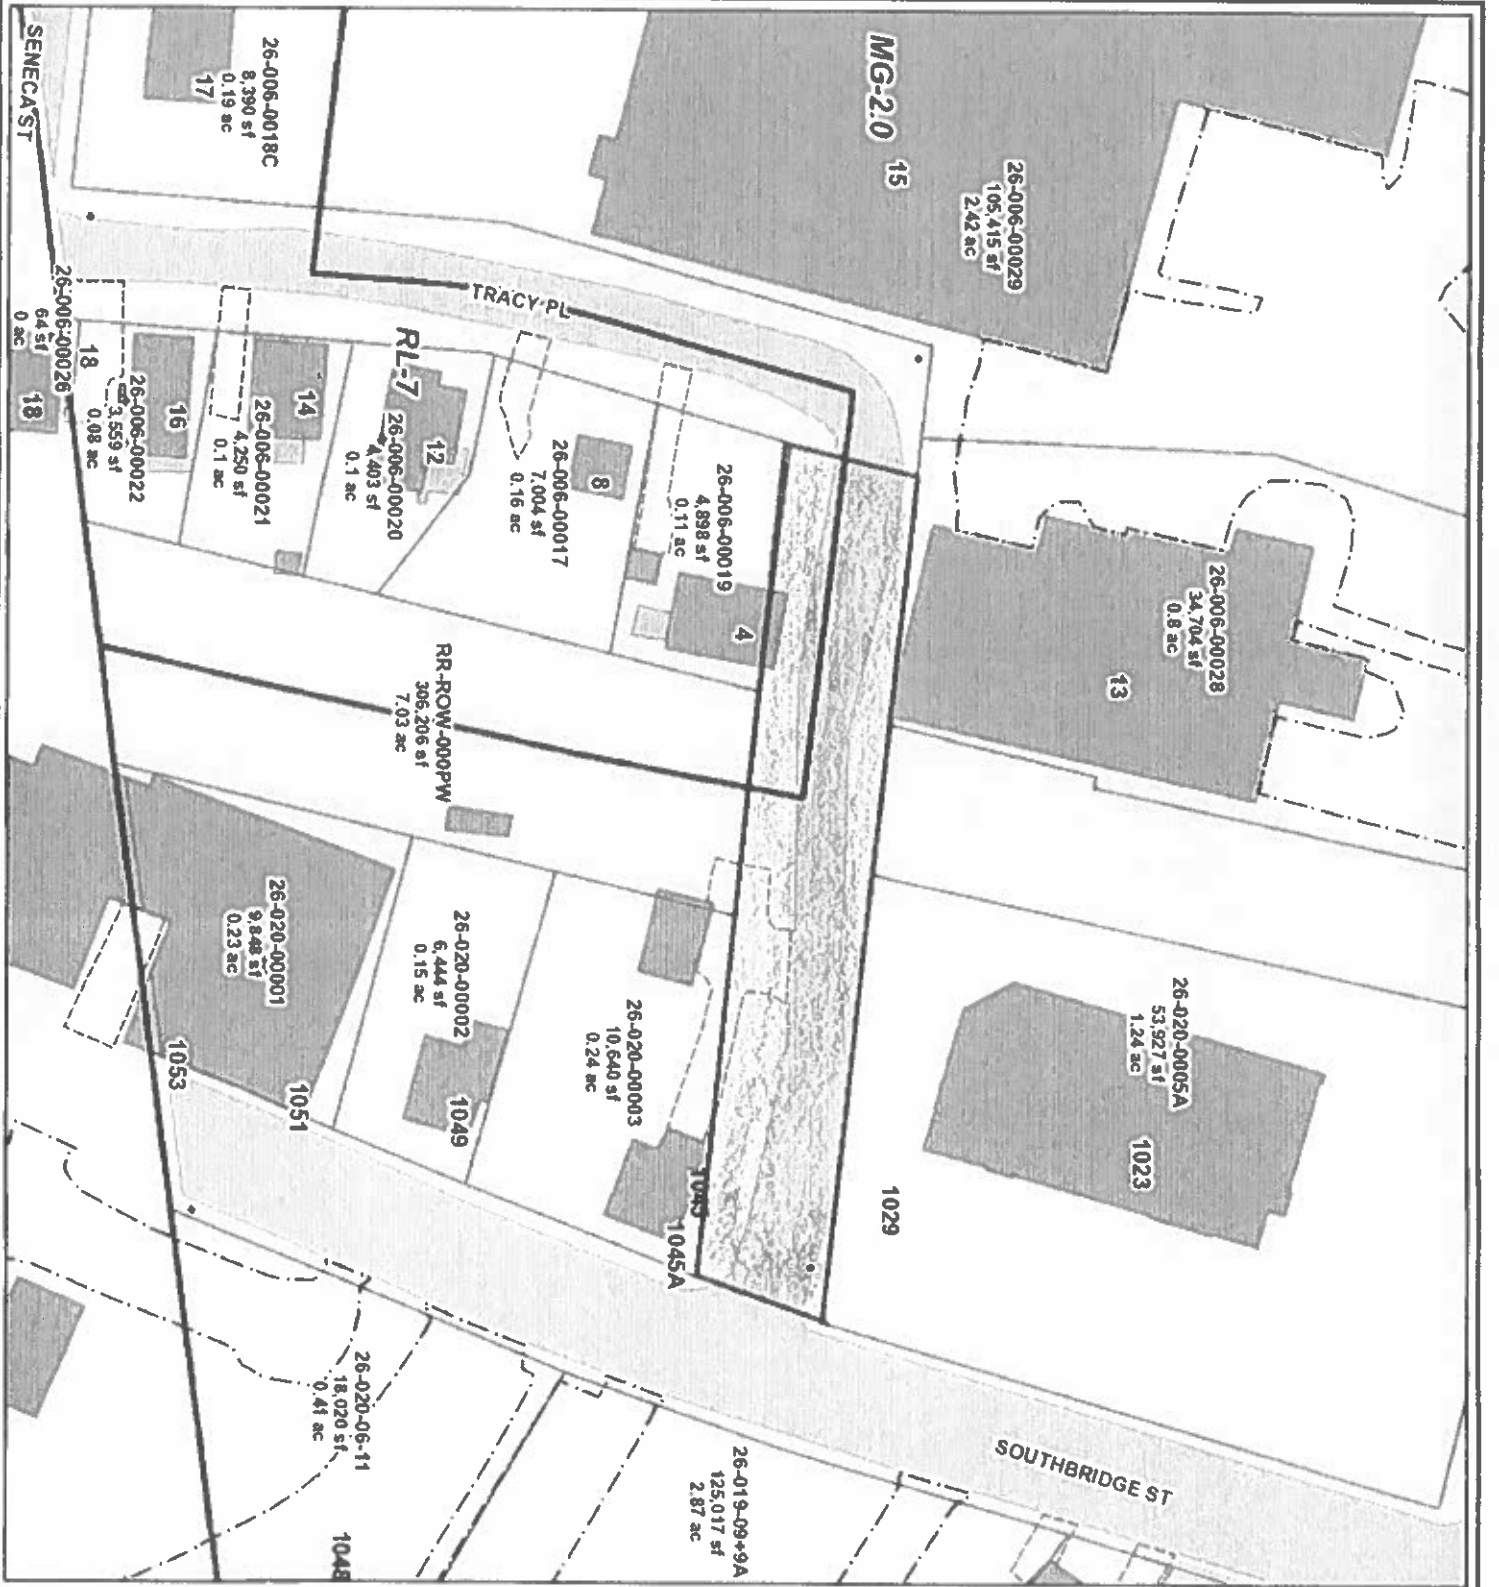 SENECA ST
26-006-0018C
8,390 sf
0.19 ac
17
MG-2.0
15
26-006-00029
105,415 sf
2.42 ac
TRACY PL
26-006-00026
64 sf
0 ac
18
18
26-006-00022
3,559 sf
0.08 ac
16
26-006-00021
4,250 sf
0.1 ac
14
RL-7
26-006-00020
4,403 sf
0.1 ac
12
26-006-00017
7,004 sf
0.16 ac
8
26-006-00019
4,898 sf
0.11 ac
4
26-006-00028
34,704 sf
0.8 ac
13
RR-ROW-000PW
306,206 sf
7.03 ac
26-020-00001
9,848 sf
0.23 ac
26-020-00002
6,444 sf
0.15 ac
26-020-00003
10,640 sf
0.24 ac
26-020-0005A
53,927 sf
1.24 ac
1023
1029
1053
1051
1049
1045A
SOUTHBRIDGE ST
26-020-06-11
18,020 sf
0.41 ac
26-019-09+9A
125,017 sf
2.87 ac